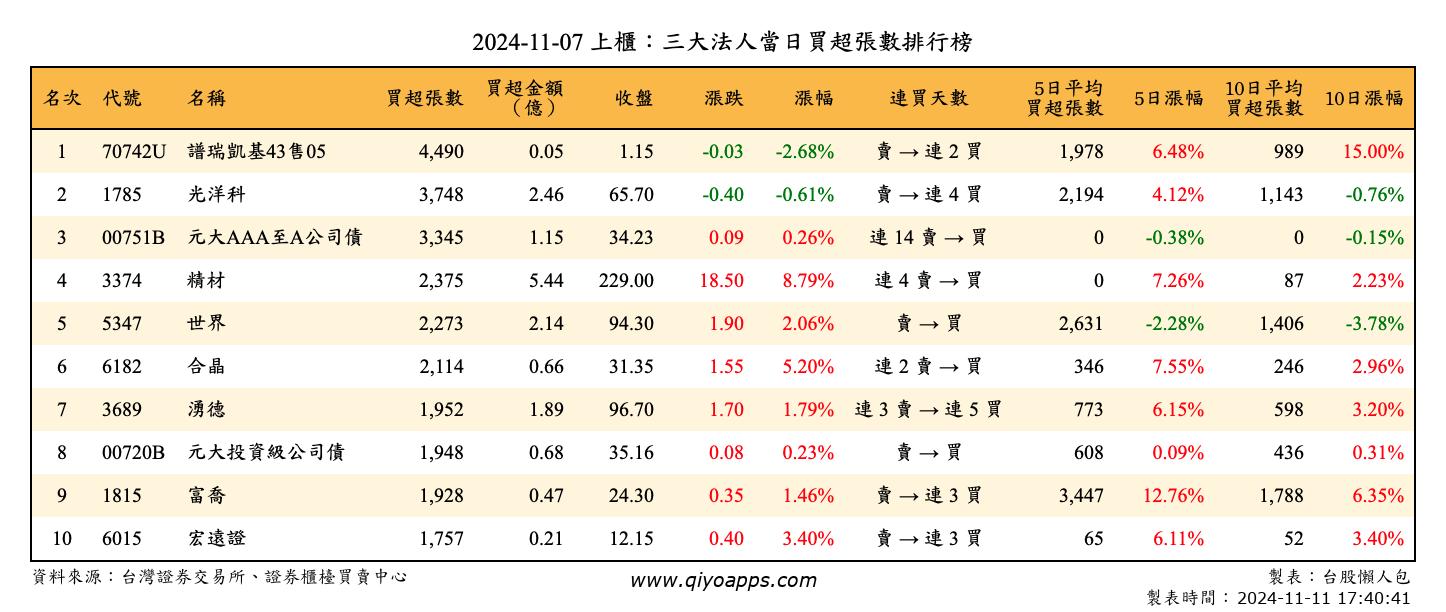 2024-11-07 上櫃：三大法人當日買超張數排行榜
名次 代號 名稱 買超張數 買超金額（億） 收盤 漲跌 漲幅 連買天數 5日平均買超張數 5日漲幅 10日平均買超張數 10日漲幅
1 70742U 譜瑞凱基43售05 4,490 0.05 1.15 -0.03 -2.68% 賣 → 連 2 買 1,978 6.48% 989 15.00%
2 1785 光洋科 3,748 2.46 65.70 -0.40 -0.61% 賣 → 連 4 買 2,194 4.12% 1,143 -0.76%
3 00751B 元大AAA至A公司債 3,345 1.15 34.23 0.09 0.26% 連 14 賣 → 買 0 -0.38% 0 -0.15%
4 3374 精材 2,375 5.44 229.00 18.50 8.79% 連 4 賣 → 買 0 7.26% 87 2.23%
5 5347 世界 2,273 2.14 94.30 1.90 2.06% 賣 → 買 2,631 -2.28% 1,406 -3.78%
6 6182 合晶 2,114 0.66 31.35 1.55 5.20% 連 2 賣 → 買 346 7.55% 246 2.96%
7 3689 湧德 1,952 1.89 96.70 1.70 1.79% 連 3 賣 → 連 5 買 773 6.15% 598 3.20%
8 00720B 元大投資級公司債 1,948 0.68 35.16 0.08 0.23% 賣 → 買 608 0.09% 436 0.31%
9 1815 富喬 1,928 0.47 24.30 0.35 1.46% 賣 → 連 3 買 3,447 12.76% 1,788 6.35%
10 6015 宏遠證 1,757 0.21 12.15 0.40 3.40% 賣 → 連 3 買 65 6.11% 52 3.40%
資料來源：台灣證券交易所、證券櫃檯買賣中心 www.qiyoapps.com 製表：台股懶人包
製表時間：2024-11-11 17:40:41